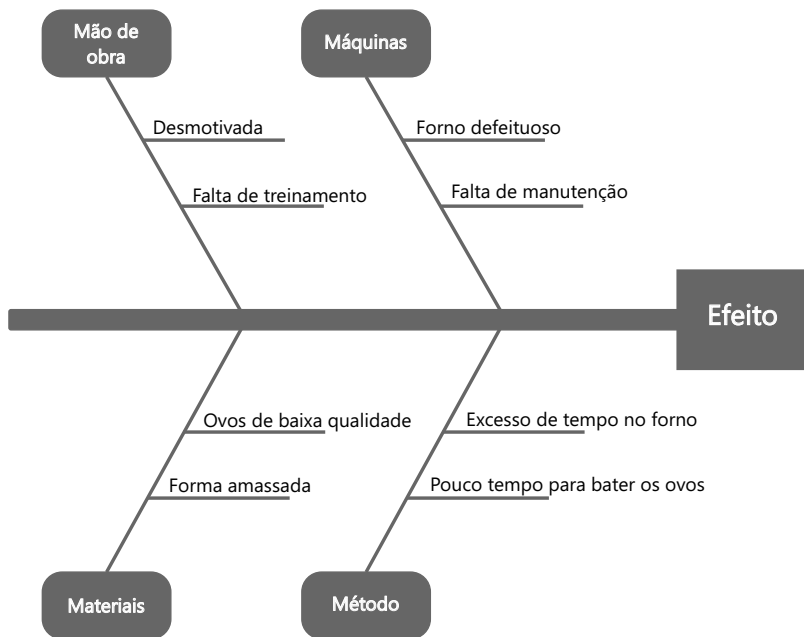 Mão de
obra
Máquinas
Desmotivada
Forno defeituoso
Falta de treinamento
Falta de manutenção
Efeito
Ovos de baixa qualidade
Excesso de tempo no forno
Forma amassada
Pouco tempo para bater os ovos
Materiais
Método